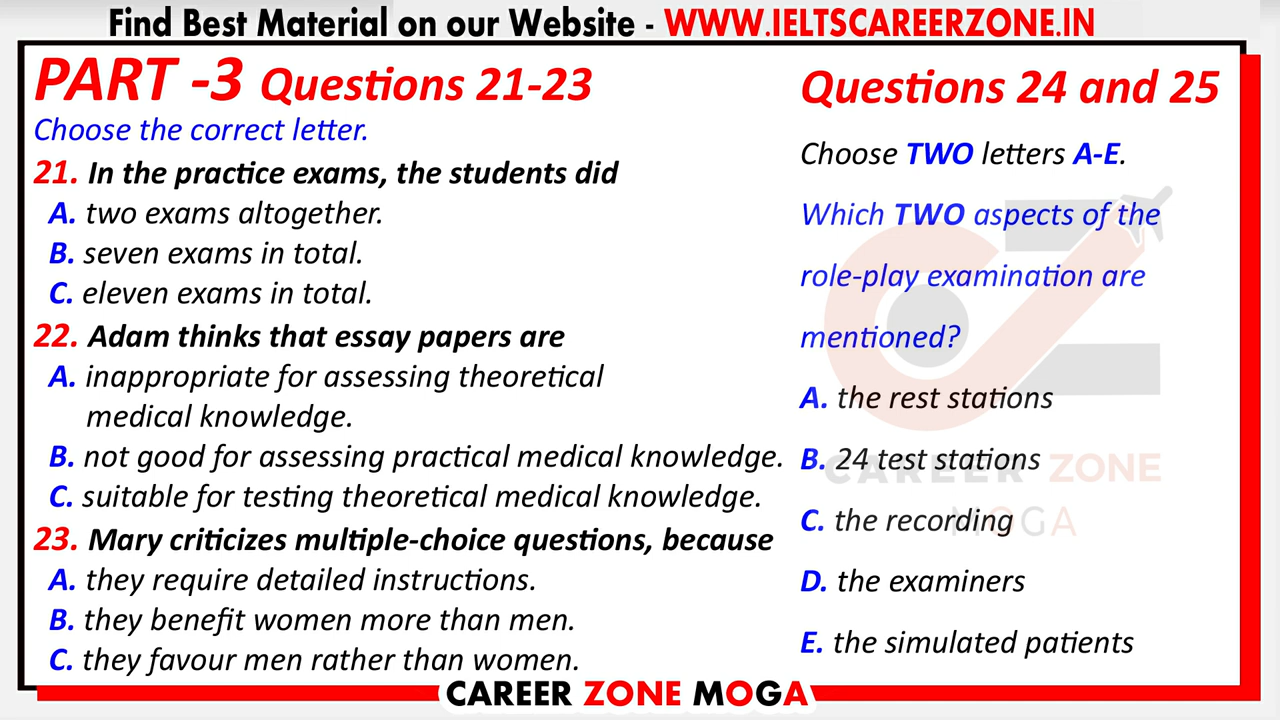 Find Best Material on our Website - WWW.IELTSCAREERZONE.IN
PART -3 Questions 21-23
Choose the correct letter.
21. In the practice exams, the students did
A. two exams altogether.
B. seven exams in total.
C. eleven exams in total.
22. Adam thinks that essay papers are
A. inappropriate for assessing theoretical
medical knowledge.
B. not good for assessing practical medical knowledge.
C. suitable for testing theoretical medical knowledge.
23. Mary criticizes multiple-choice questions, because
A. they require detailed instructions.
B. they benefit women more than men.
C. they favour men rather than women.
Questions 24 and 25
Choose TWO letters A-E.
Which TWO aspects of the
role-play examination are
mentioned?
A. the rest stations
B. 24 test stations
C. the recording
D. the examiners
E. the simulated patients
CAREER ZONE
MOGA
CAREER ZONE MOGA